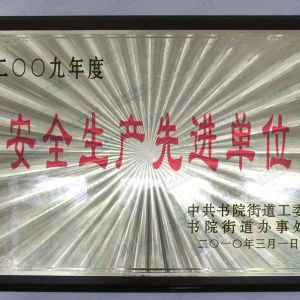 二〇〇九年度
安全生产先进单位
中共书院街道工委
书院街道办事处
二〇一〇年三月一日